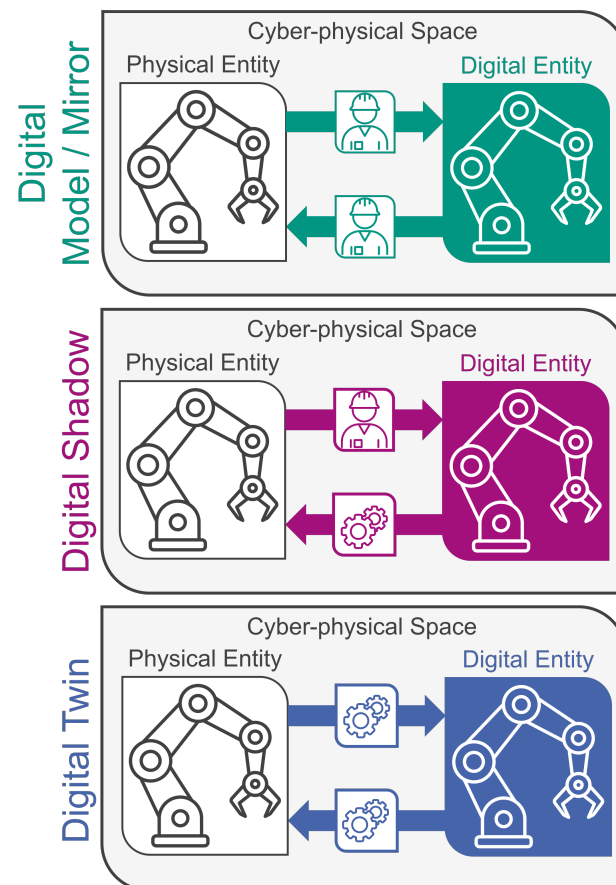 Digital
Model / Mirror
Cyber-physical Space
Physical Entity
Digital Entity
Digital Shadow
Cyber-physical Space
Physical Entity
Digital Entity
Digital Twin
Cyber-physical Space
Physical Entity
Digital Entity